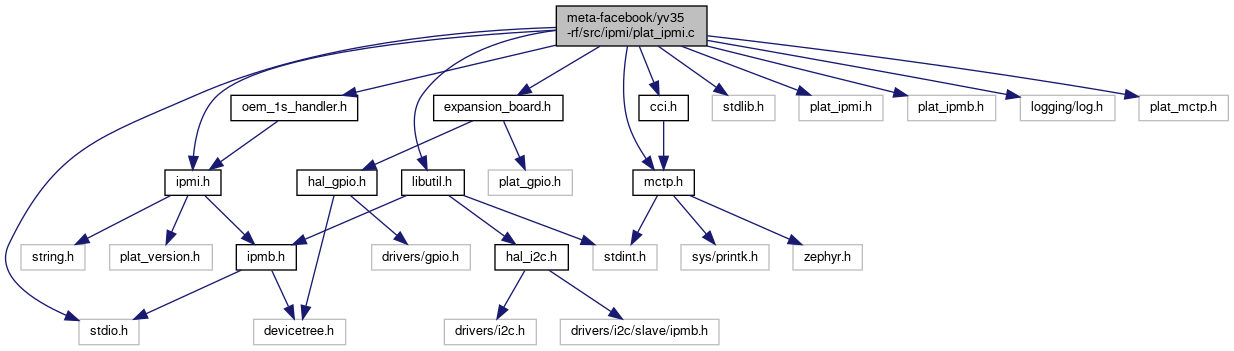 meta-facebook/yv35
-rf/src/ipmi/plat_ipmi.c
oem_1s_handler.h
expansion_board.h
cci.h
stdlib.h
plat_ipmi.h
plat_ipmb.h
logging/log.h
plat_mctp.h
ipmi.h
hal_gpio.h
libutil.h
plat_gpio.h
mctp.h
string.h
plat_version.h
ipmb.h
drivers/gpio.h
hal_i2c.h
stdint.h
sys/printk.h
zephyr.h
stdio.h
devicetree.h
drivers/i2c.h
drivers/i2c/slave/ipmb.h